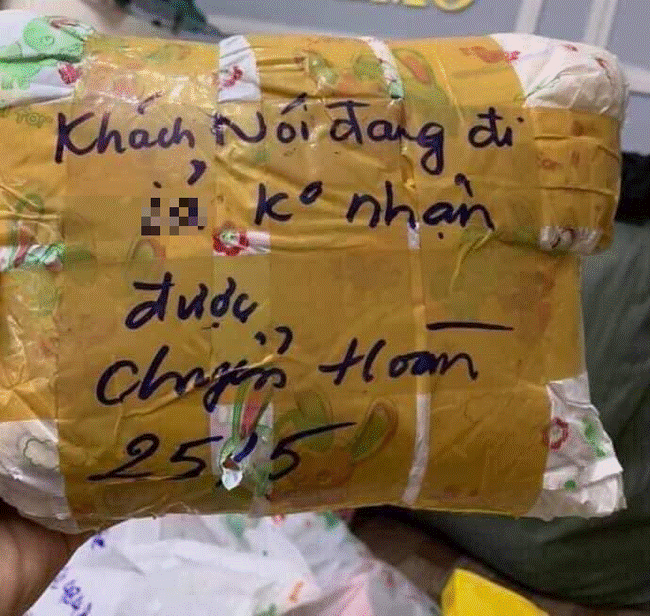 Khách Nói đang đi
k° nhận
được
chuyển Hoàn
25/5